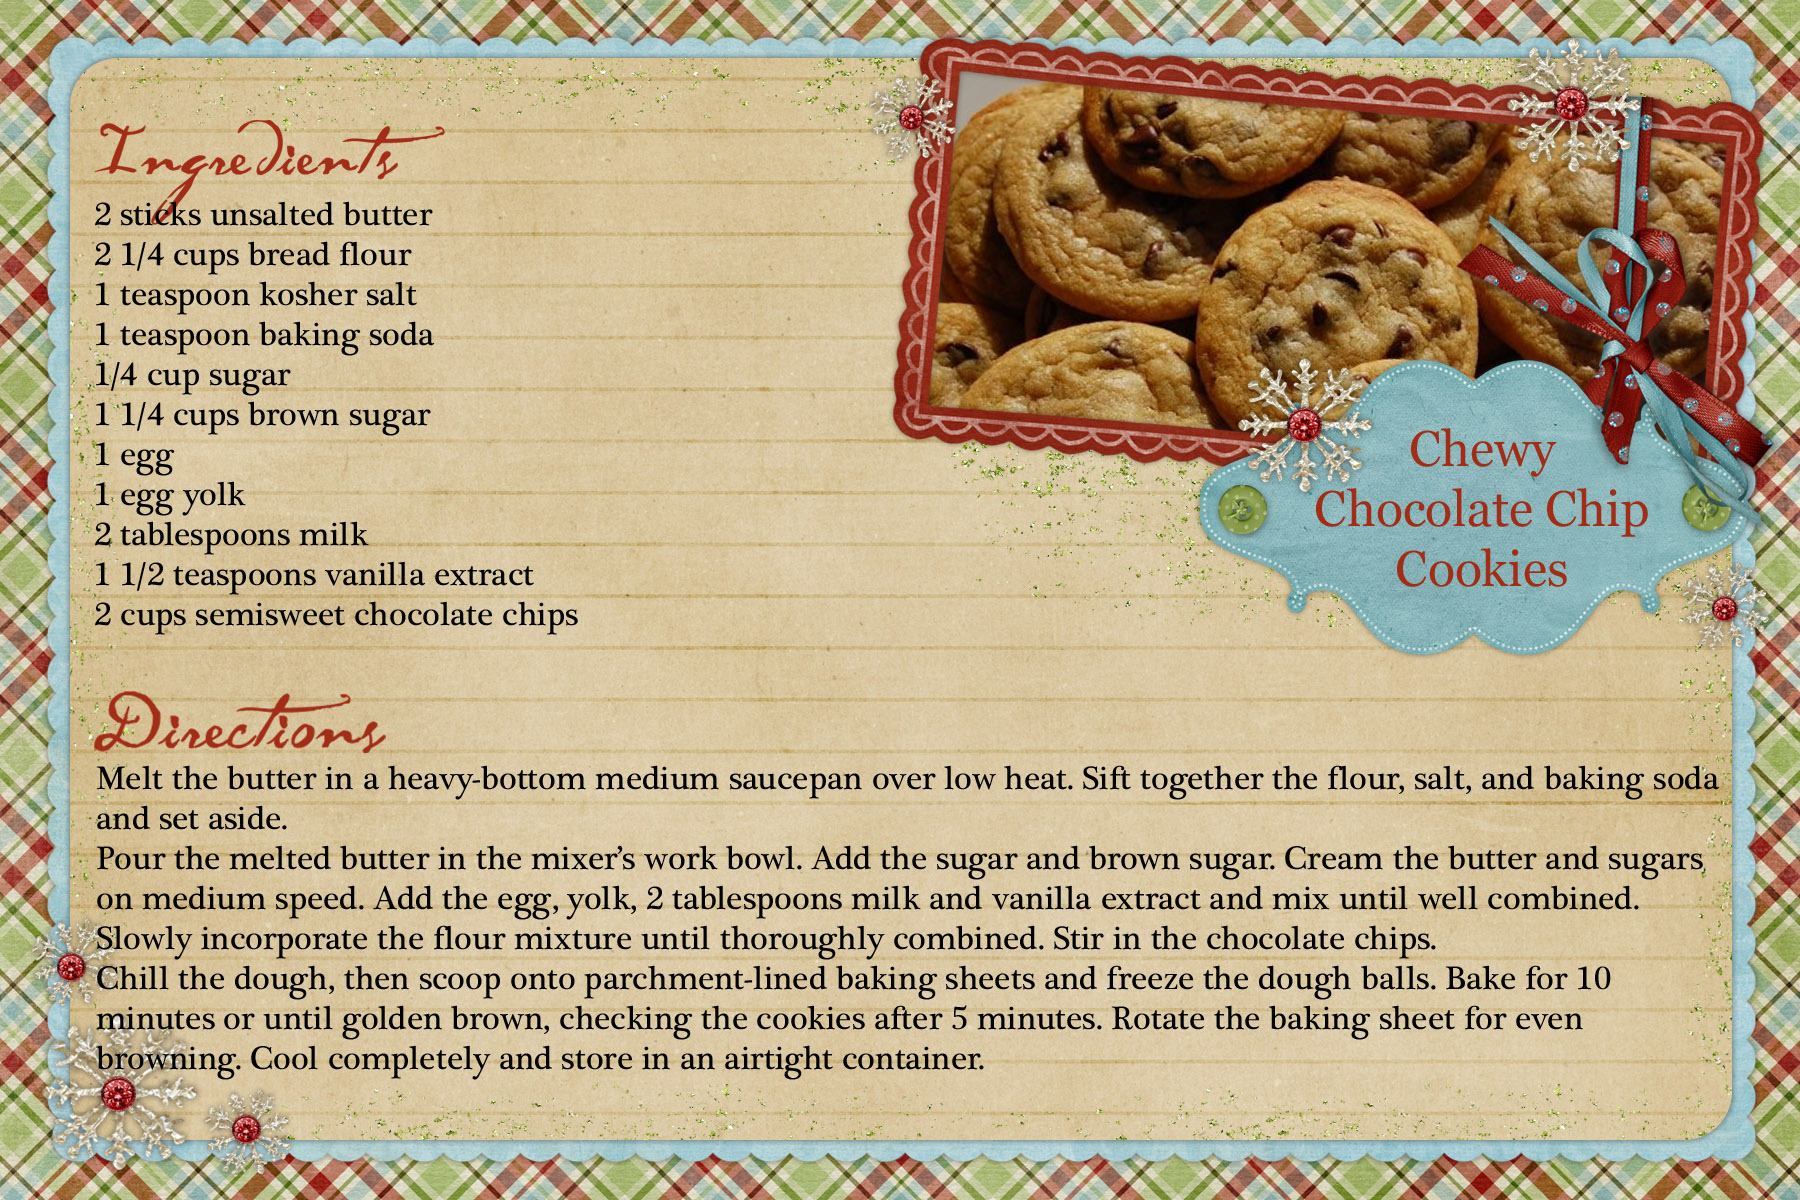 Ingredients
2 sticks unsalted butter
2 1/4 cups bread flour
1 teaspoon kosher salt
1 teaspoon baking soda
1/4 cup sugar
1 1/4 cups brown sugar
1 egg
1 egg yolk
2 tablespoons milk
1 1/2 teaspoons vanilla extract
2 cups semisweet chocolate chips
Chewy
Chocolate Chip
Cookies
Directions
Melt the butter in a heavy-bottom medium saucepan over low heat. Sift together the flour, salt, and baking soda
and set aside.
Pour the melted butter in the mixer’s work bowl. Add the sugar and brown sugar. Cream the butter and sugars
on medium speed. Add the egg, yolk, 2 tablespoons milk and vanilla extract and mix until well combined.
Slowly incorporate the flour mixture until thoroughly combined. Stir in the chocolate chips.
Chill the dough, then scoop onto parchment-lined baking sheets and freeze the dough balls. Bake for 10
minutes or until golden brown, checking the cookies after 5 minutes. Rotate the baking sheet for even
browning. Cool completely and store in an airtight container.